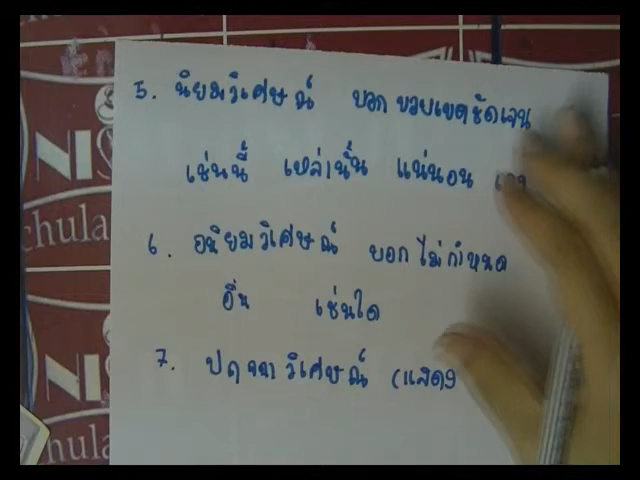 5. นิยมวิเศษณ์ บอก ขอบเขตชัดเจน
เช่นนี้ เหล่านั้น แน่นอน
6. อนิยมวิเศษณ์ บอกไม่กำหนด
อื่น เช่นใด
7. ปฤจฉาวิเศษณ์ (แสดง
NIS
chula
NIS
chula